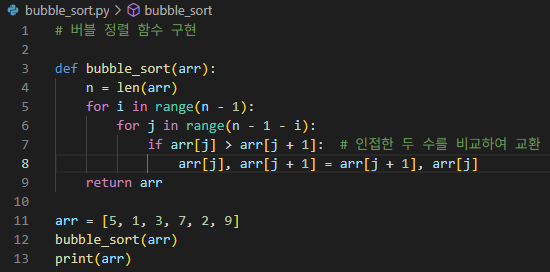 bubble_sort.py > bubble_sort
1 # 버블 정렬 함수 구현
2
3 def bubble_sort(arr):
4     n = len(arr)
5     for i in range(n - 1):
6         for j in range(n - 1 - i):
7             if arr[j] > arr[j + 1]:  # 인접한 두 수를 비교하여 교환
8                 arr[j], arr[j + 1] = arr[j + 1], arr[j]
9     return arr
10
11 arr = [5, 1, 3, 7, 2, 9]
12 bubble_sort(arr)
13 print(arr)